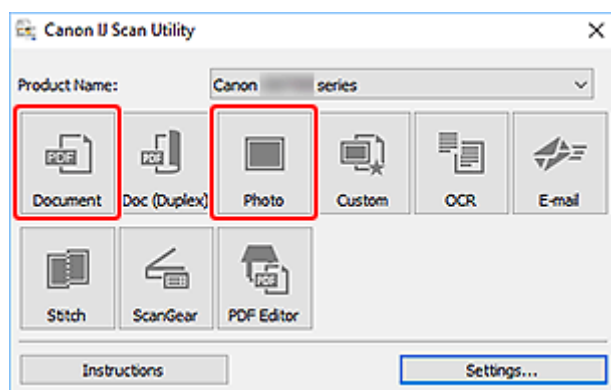 Canon IJ Scan Utility
Product Name: Canon series
PDF PDF
Document Doc (Duplex) Photo Custom OCR E-mail
PDF
Stitch ScanGear PDF Editor
Instructions Settings...